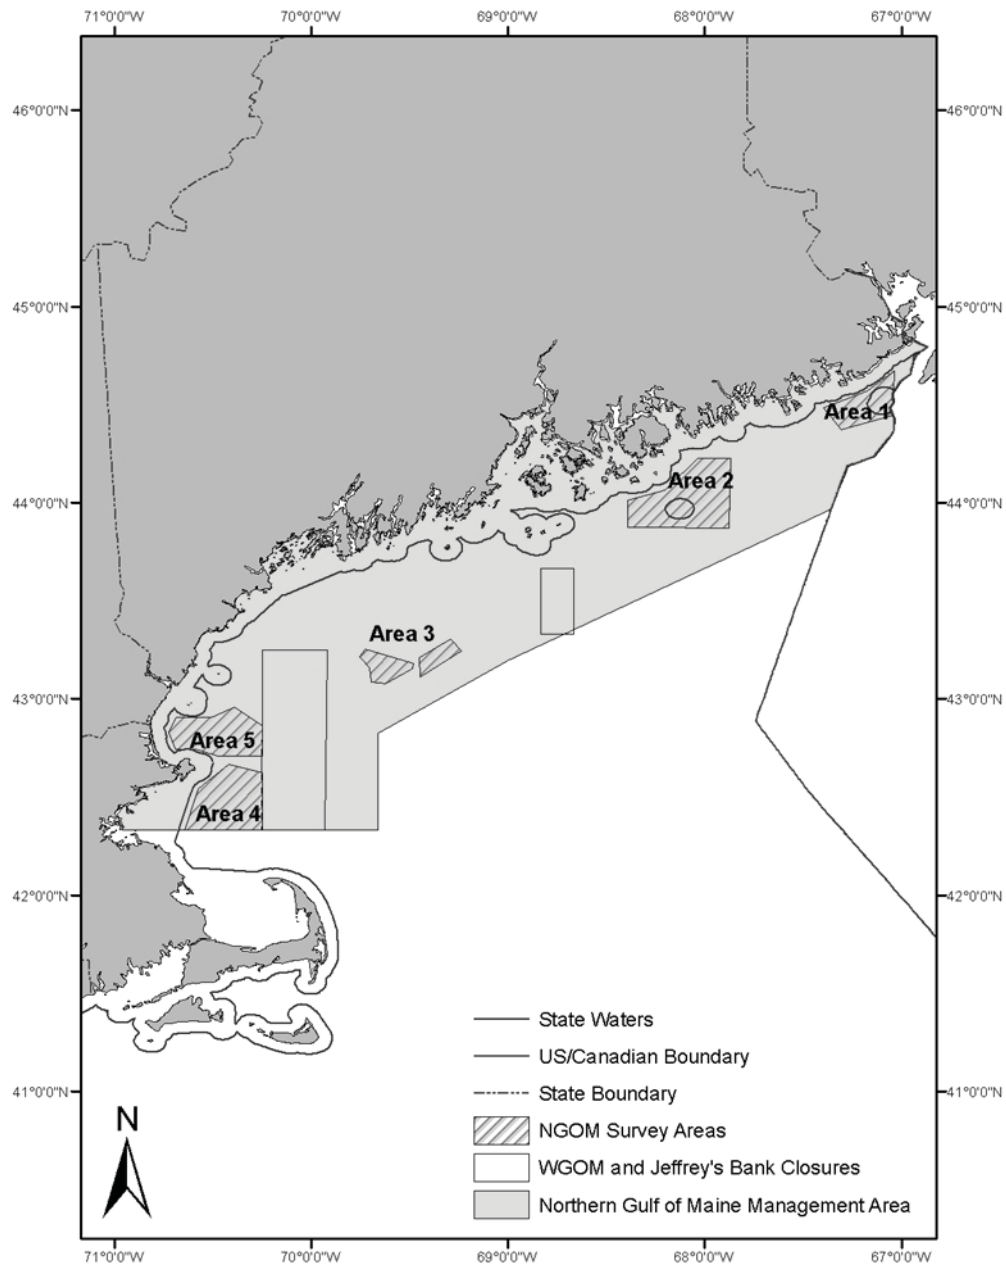 71°0'0"W 70°0'0"W 69°0'0"W 68°0'0"W 67°0'0"W
46°0'0"N 46°0'0"N
45°0'0"N 45°0'0"N
Area 1
Area 2
44°0'0"N 44°0'0"N
Area 3
43°0'0"N 43°0'0"N
Area 5
Area 4
42°0'0"N 42°0'0"N
State Waters
US/Canadian Boundary
41°0'0"N 41°0'0"N
State Boundary
N
NGOM Survey Areas
WGOM and Jeffrey's Bank Closures
Northern Gulf of Maine Management Area
71°0'0"W 70°0'0"W 69°0'0"W 68°0'0"W 67°0'0"W